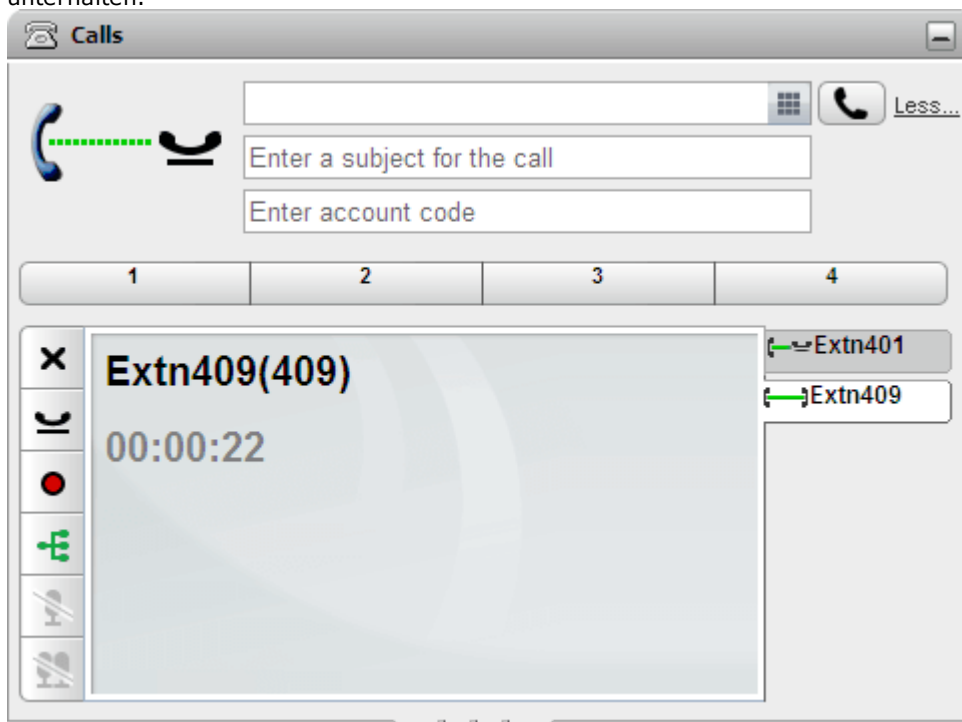 unterhalten.
Calls
Less...
Enter a subject for the call
Enter account code
1 2 3 4
Extn409(409)
00:00:22
Extn401
Extn409